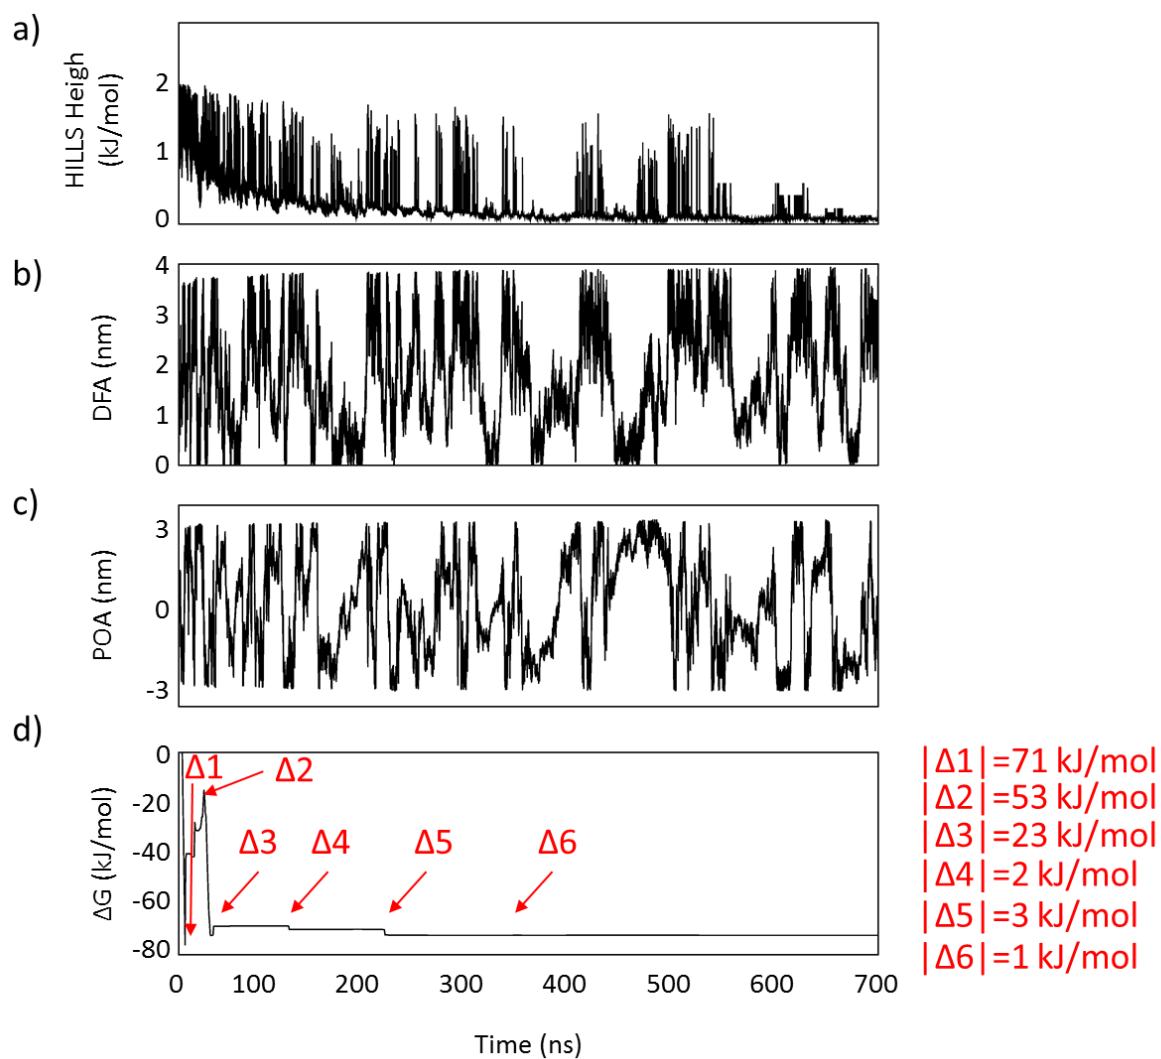 a)
HILLS Heigh
(kJ/mol)
2
1
0
b)
DFA (nm)
4
3
2
1
0
c)
POA (nm)
3
0
-3
d)
ΔG (kJ/mol)
0
-20
-40
-60
-80
Δ1
Δ2
Δ3
Δ4
Δ5
Δ6
|Δ1|=71 kJ/mol
|Δ2|=53 kJ/mol
|Δ3|=23 kJ/mol
|Δ4|=2 kJ/mol
|Δ5|=3 kJ/mol
|Δ6|=1 kJ/mol
0 100 200 300 400 500 600 700
Time (ns)